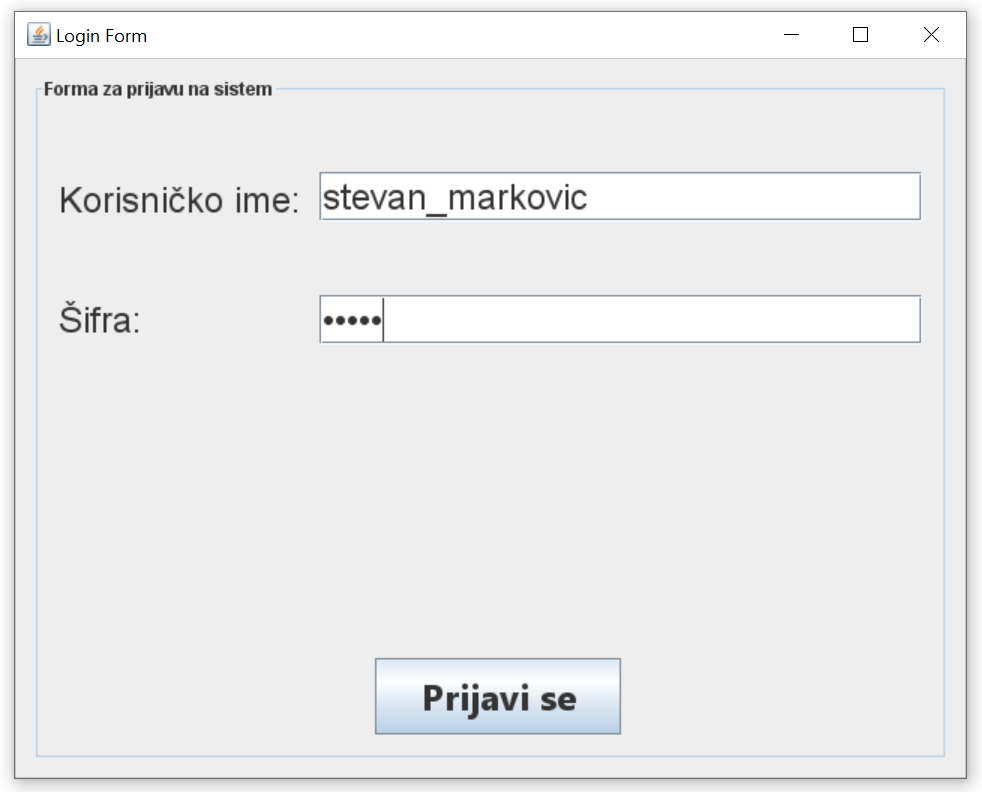 Login Form
Forma za prijavu na sistem
Korisničko ime: stevan_markovic
Šifra: •••••
Prijavi se